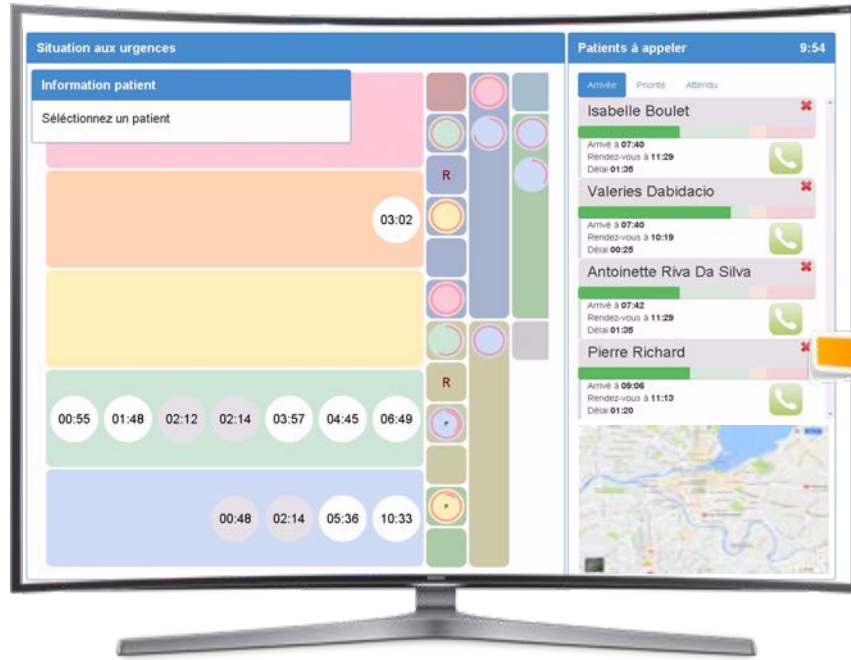 Situation aux urgences
Information patient
Séléctionnez un patient
R
03:02
R
00:55 01:48 02:12 02:14 03:57 04:45 06:49
P
00:48 02:14 05:36 10:33
P
Patients à appeler 9:54
Arrivée Priorité Attendu
Isabelle Boulet
Arrivé à 07:40
Rendez-vous à 11:29
Délai 01:35
Valeries Dabidacio
Arrivé à 07:40
Rendez-vous à 10:19
Délai 00:25
Antoinette Riva Da Silva
Arrivé à 07:42
Rendez-vous à 11:29
Délai 01:35
Pierre Richard
Arrivé à 09:06
Rendez-vous à 11:13
Délai 01:20